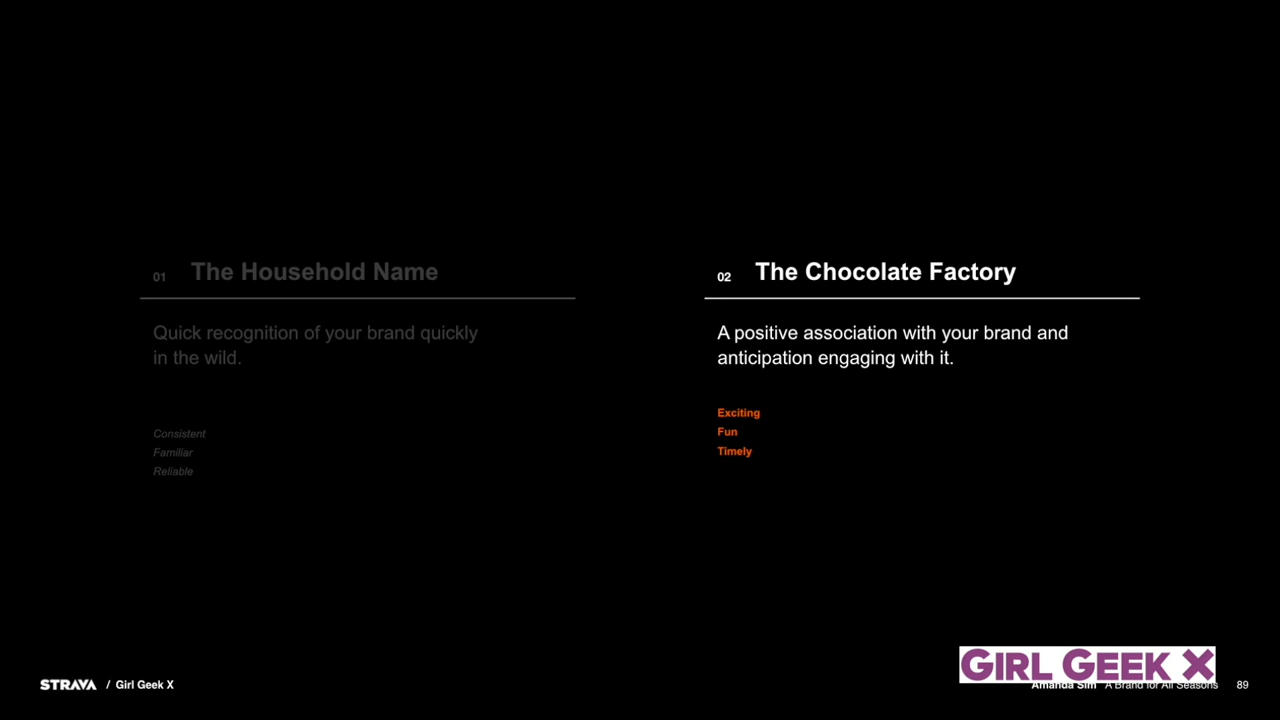 01 The Household Name
Quick recognition of your brand quickly
in the wild.
Consistent
Familiar
Reliable
02 The Chocolate Factory
A positive association with your brand and
anticipation engaging with it.
Exciting
Fun
Timely
GIRL GEEK X
STRAVA / Girl Geek X
Amanda Sim A Brand for All Seasons 89